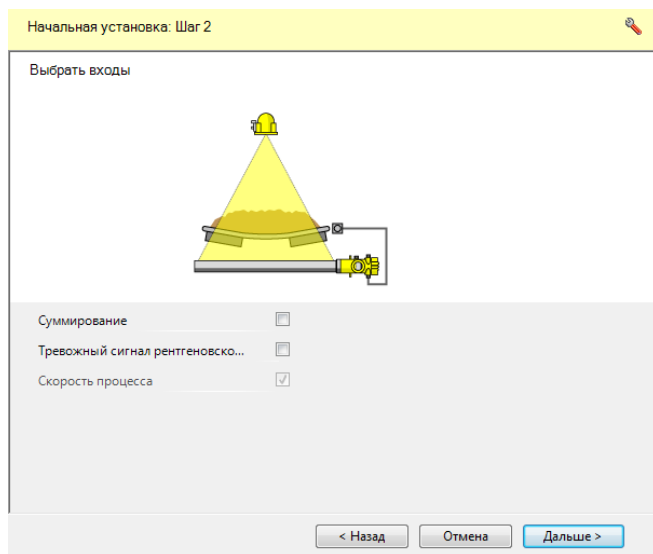 Начальная установка: Шаг 2
Выбрать входы
Суммирование
Тревожный сигнал рентгеновско...
Скорость процесса
< Назад
Отмена
Дальше >